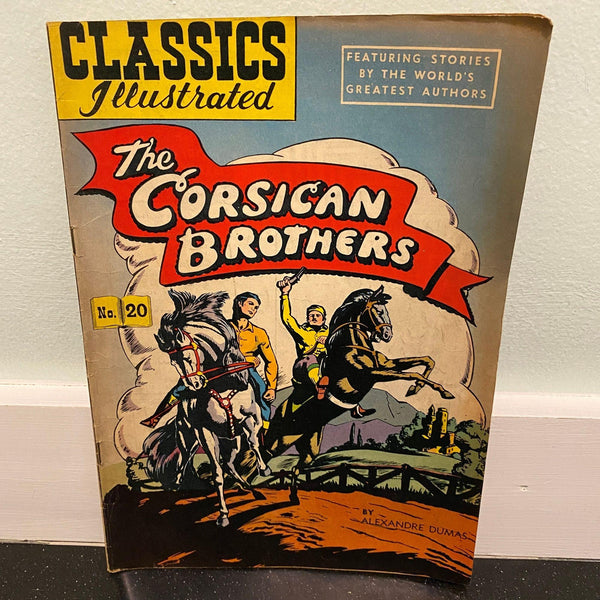 CLASSICS
Illustrated
FEATURING STORIES
BY THE WORLD'S
GREATEST AUTHORS
The
CORSICAN
BROTHERS
No. 20
BY
ALEXANDRE DUMAS